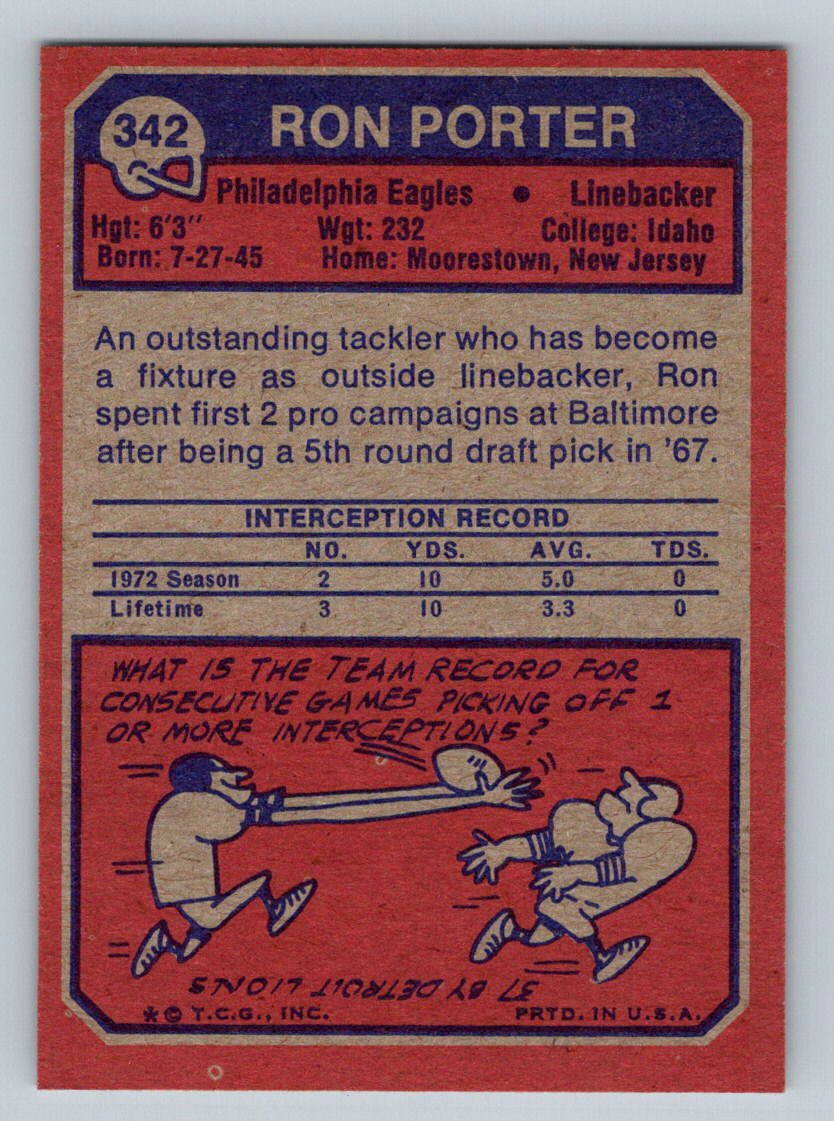 342
RON PORTER
Philadelphia Eagles • Linebacker
Hgt: 6'3" Wgt: 232 College: Idaho
Born: 7-27-45 Home: Moorestown, New Jersey
An outstanding tackler who has become
a fixture as outside linebacker, Ron
spent first 2 pro campaigns at Baltimore
after being a 5th round draft pick in '67.
INTERCEPTION RECORD
NO. YDS. AVG. TDS.
1972 Season 2 10 5.0 0
Lifetime 3 10 3.3 0
WHAT IS THE TEAM RECORD FOR
CONSECUTIVE GAMES PICKING OFF 1
OR MORE INTERCEPTIONS?
37 BY DETROIT LIONS
* © T.C.G., INC. PRTD. IN U.S.A.